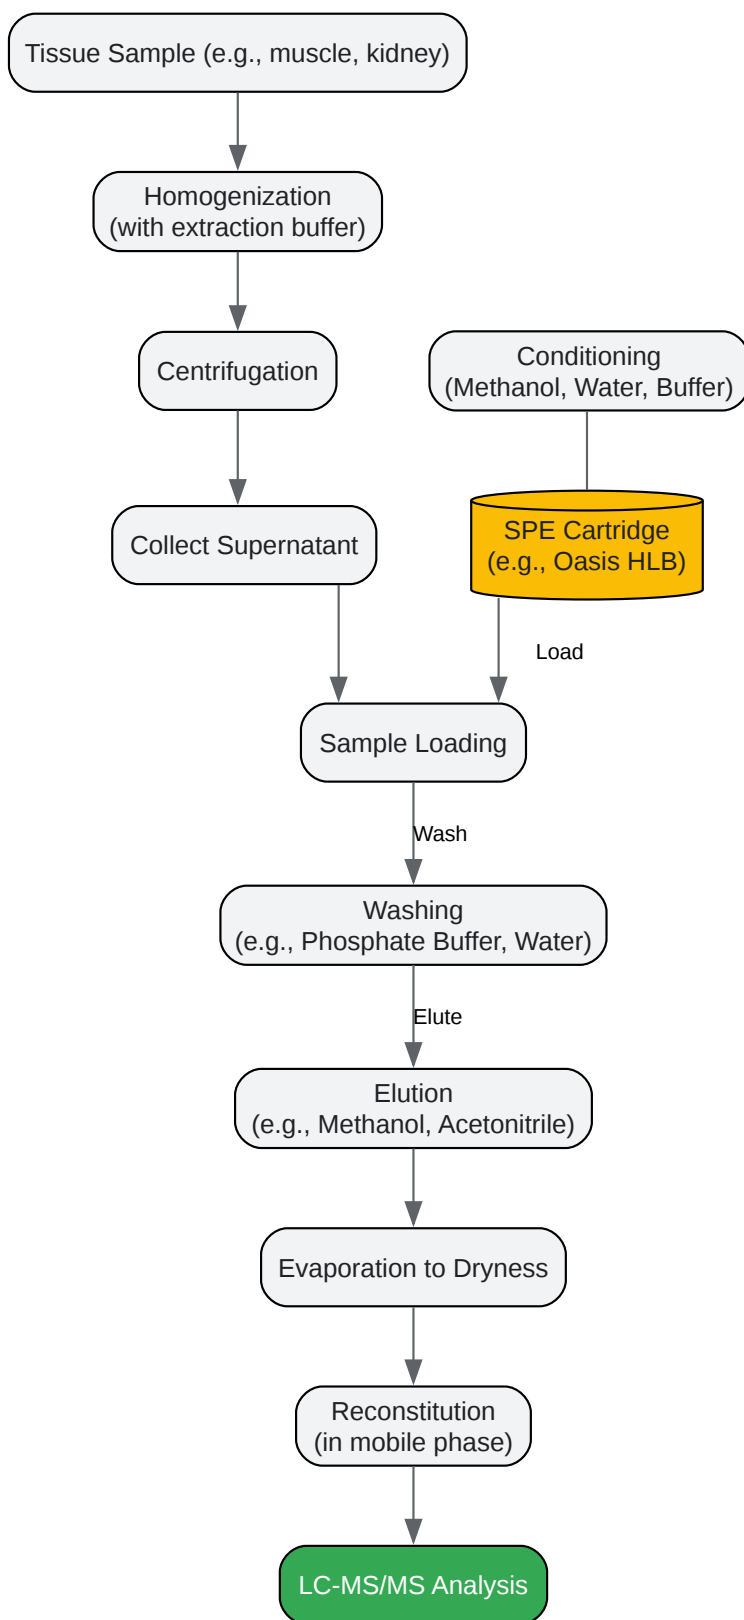 Tissue Sample (e.g., muscle, kidney)
Homogenization
(with extraction buffer)
Centrifugation
Conditioning
(Methanol, Water, Buffer)
Collect Supernatant
SPE Cartridge
(e.g., Oasis HLB)
Load
Sample Loading
Wash
Washing
(e.g., Phosphate Buffer, Water)
Elute
Elution
(e.g., Methanol, Acetonitrile)
Evaporation to Dryness
Reconstitution
(in mobile phase)
LC-MS/MS Analysis